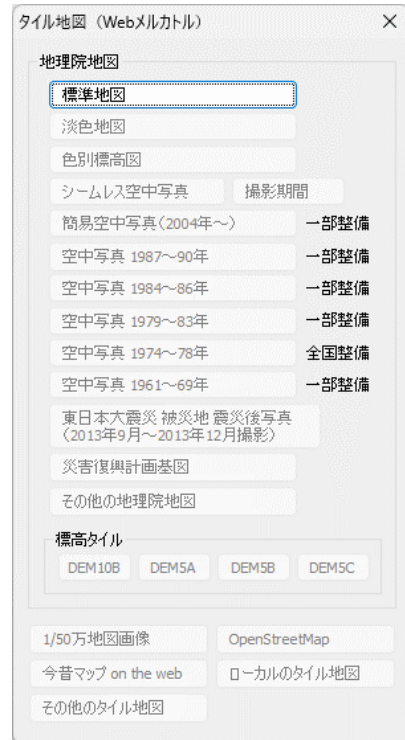 タイル地図（Webメルカトル）
地理院地図
標準地図
淡色地図
色別標高図
シームレス空中写真 撮影期間
簡易空中写真(2004年～) 一部整備
空中写真 1987～90年 一部整備
空中写真 1984～86年 一部整備
空中写真 1979～83年 一部整備
空中写真 1974～78年 全国整備
空中写真 1961～69年 一部整備
東日本大震災 被災地 震災後写真
(2013年9月～2013年12月撮影)
災害復興計画基図
その他の地理院地図
標高タイル
DEM10B DEM5A DEM5B DEM5C
1/50万地図画像 OpenStreetMap
今昔マップ on the web ローカルのタイル地図
その他のタイル地図